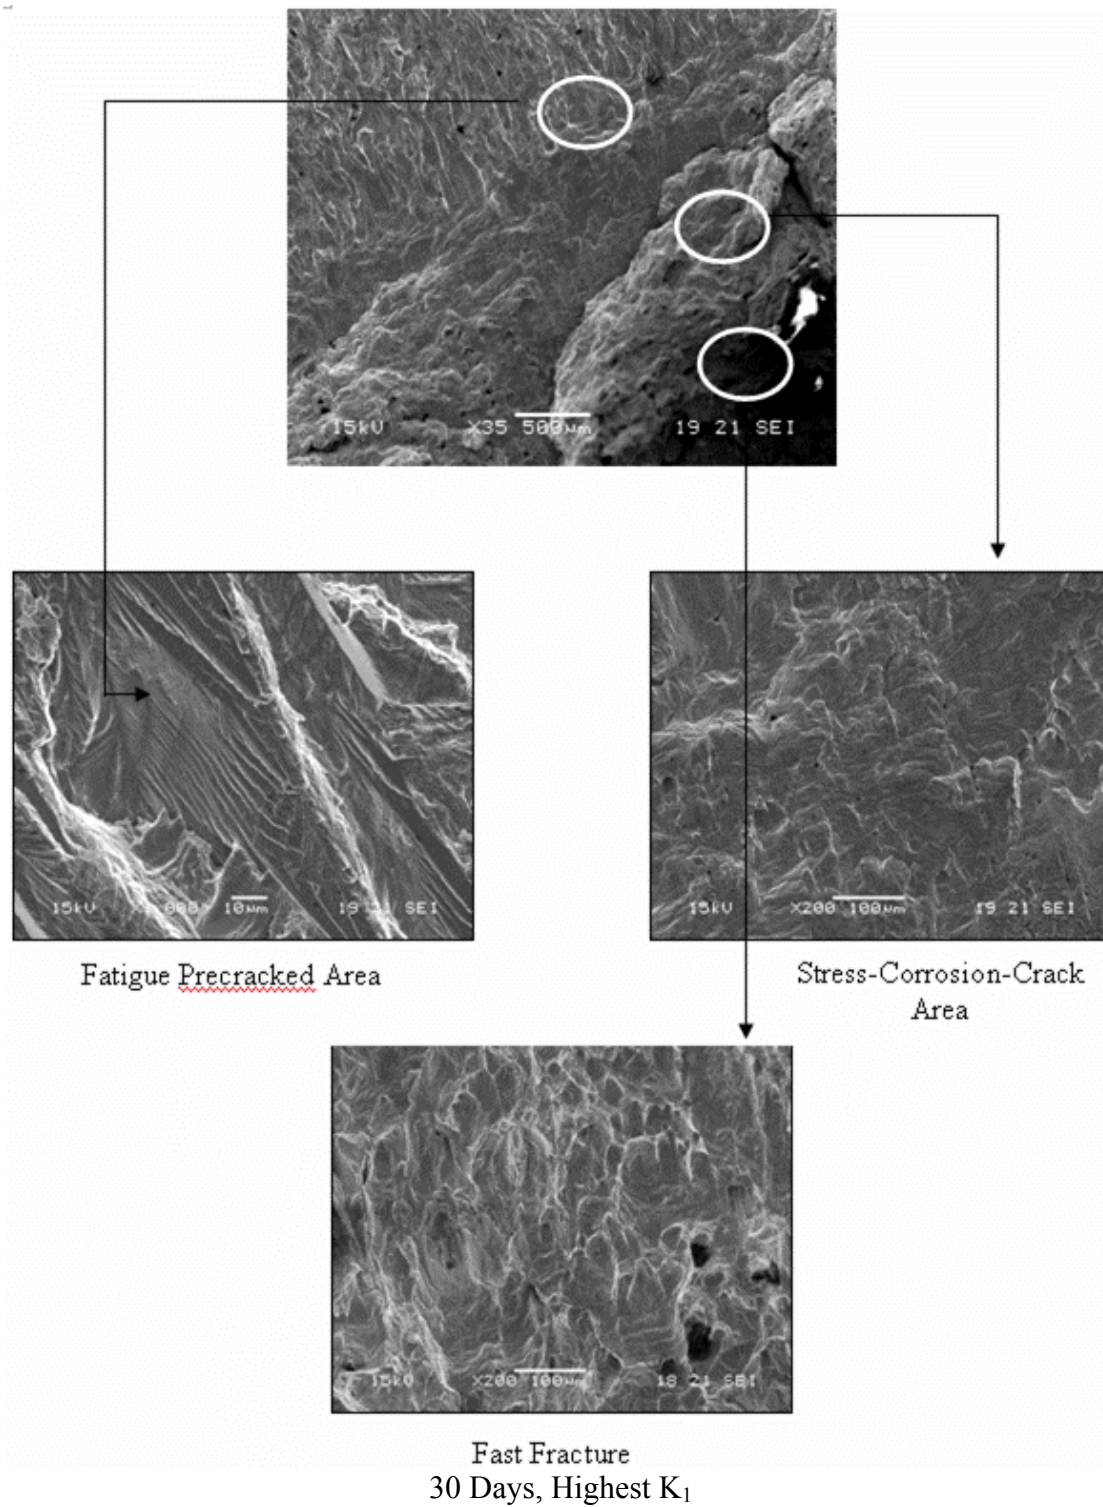 15kV X35 500μm 19 21 SEI
15kV 10μm 19 21 SEI
15kV X200 100μm 19 21 SEI
Fatigue Precracked Area
Stress-Corrosion-Crack
Area
15kV X200 100μm 18 21 SEI
Fast Fracture
30 Days, Highest K₁